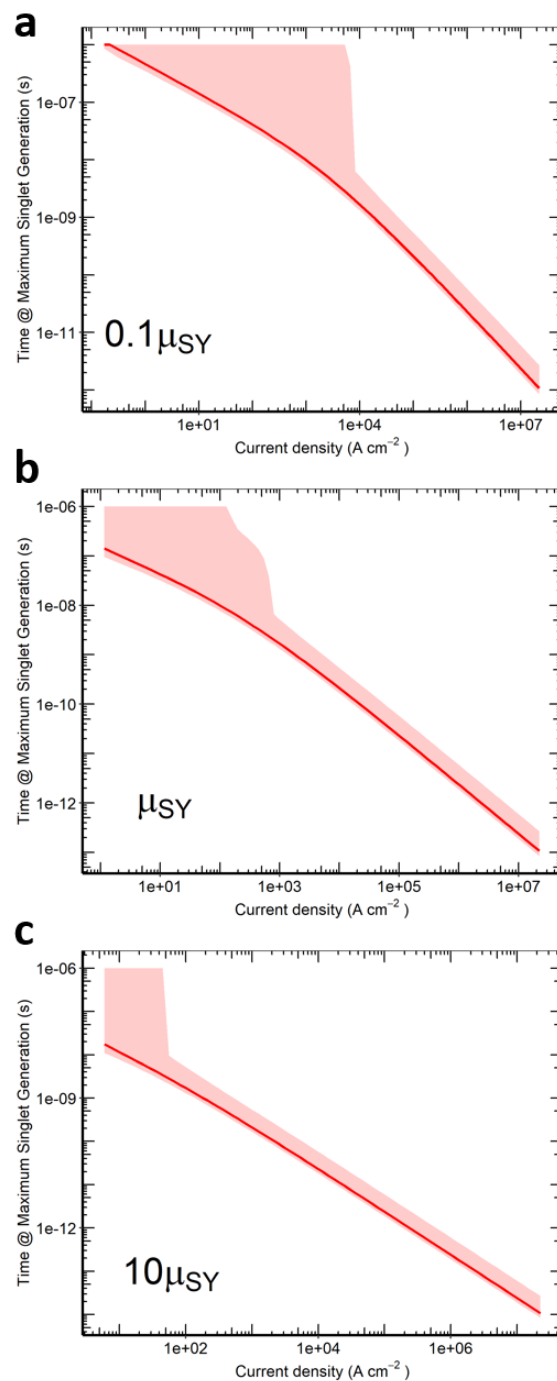 a
Time @ Maximum Singlet Generation (s)
1e-07
1e-09
1e-11
0.1μSY
1e+01
1e+04
1e+07
Current density (A cm⁻² )
b
Time @ Maximum Singlet Generation (s)
1e-06
1e-08
1e-10
1e-12
μSY
1e+01
1e+03
1e+05
1e+07
Current density (A cm⁻² )
c
Time @ Maximum Singlet Generation (s)
1e-06
1e-09
1e-12
10μSY
1e+02
1e+04
1e+06
Current density (A cm⁻² )